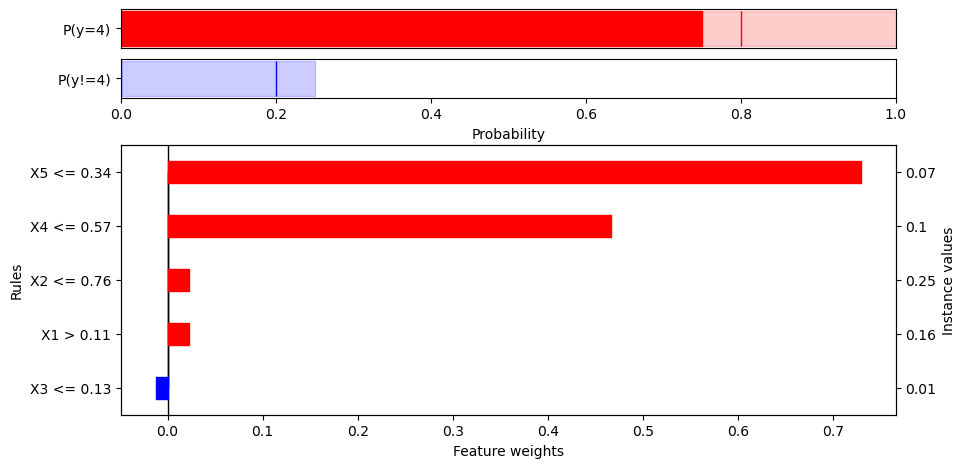 P(y=4)
P(y!=4)
0.0 0.2 0.4 0.6 0.8 1.0
Probability
Rules
Instance values
X5 <= 0.34 0.07
X4 <= 0.57 0.1
X2 <= 0.76 0.25
X1 > 0.11 0.16
X3 <= 0.13 0.01
0.0 0.1 0.2 0.3 0.4 0.5 0.6 0.7
Feature weights